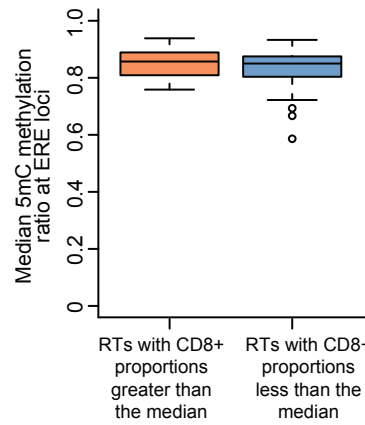 Median 5mC methylation
ratio at ERE loci
1.0
0.8
0.6
0.4
0.2
0
RTs with CD8+
proportions
greater than
the median
RTs with CD8+
proportions
less than the
median